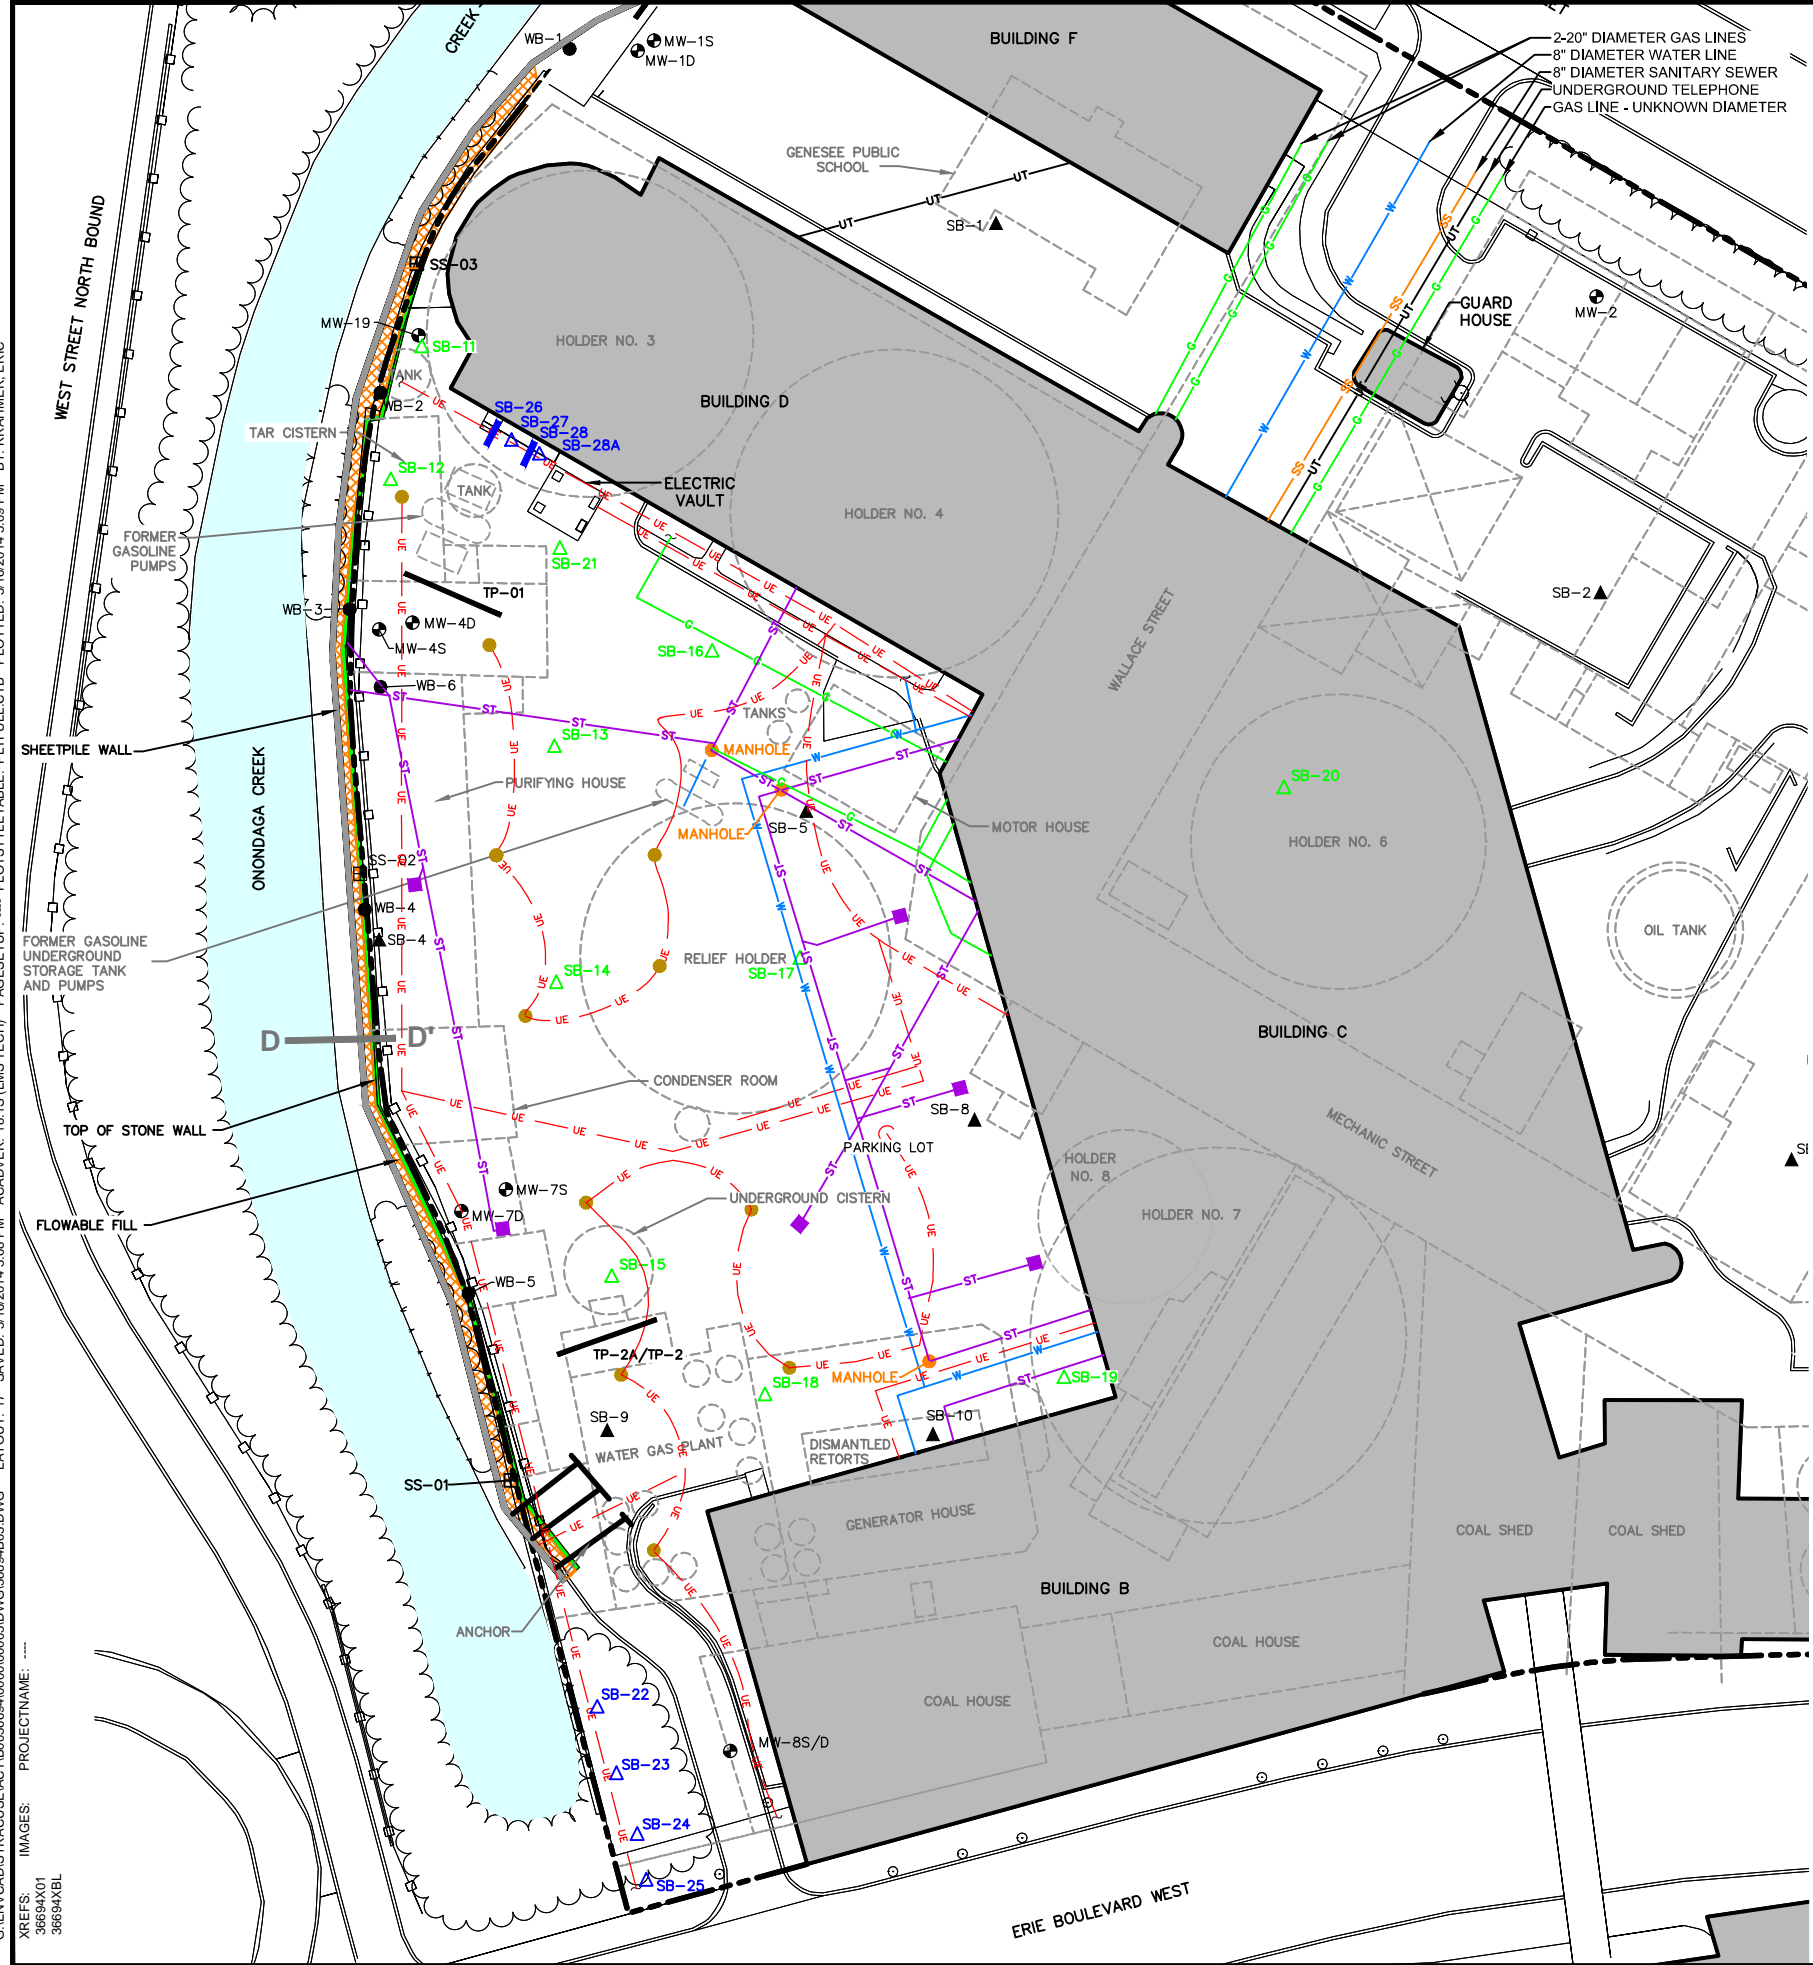 CREEK
WB-1
MW-1S
MW-1D
BUILDING F
2-20" DIAMETER GAS LINES
8" DIAMETER WATER LINE
8" DIAMETER SANITARY SEWER
UNDERGROUND TELEPHONE
GAS LINE - UNKNOWN DIAMETER
GENESEE PUBLIC
SCHOOL
SB-1
WEST STREET NORTH BOUND
SS-03
MW-19
SB-11
HOLDER NO. 3
GUARD
HOUSE
MW-2
WB-2
BUILDING D
SB-26
SB-27
SB-28
SB-28A
TAR CISTERN
SB-12
TANK
ELECTRIC
VAULT
HOLDER NO. 4
FORMER
GASOLINE
PUMPS
SB-21
TP-01
WB-3
MW-4D
MW-4S
SB-16
SB-2
WALLACE STREET
WB-6
TANKS
SHEETPILE WALL
SB-13
MANHOLE
PURIFYING HOUSE
SB-20
ONONDAGA CREEK
MANHOLE
SB-5
MOTOR HOUSE
HOLDER NO. 6
SS-02
WB-4
SB-4
FORMER GASOLINE
UNDERGROUND
STORAGE TANK
AND PUMPS
RELIEF HOLDER
SB-17
SB-14
OIL TANK
D
D'
BUILDING C
CONDENSER ROOM
TOP OF STONE WALL
SB-8
PARKING LOT
MECHANIC STREET
HOLDER
NO. 8
MW-7S
MW-7D
UNDERGROUND CISTERN
FLOWABLE FILL
HOLDER NO. 7
SB-15
WB-5
TP-2A/TP-2
SB-18
MANHOLE
SB-19
SB-9
SB-10
WATER GAS PLANT
DISMANTLED
RETORTS
SS-01
GENERATOR HOUSE
COAL SHED
COAL SHED
BUILDING B
ANCHOR
COAL HOUSE
COAL HOUSE
SB-22
MW-8S/D
SB-23
SB-24
SB-25
ERIE BOULEVARD WEST
XREFS:
IMAGES:
PROJECTNAME: ----
36694X01
36694XBL